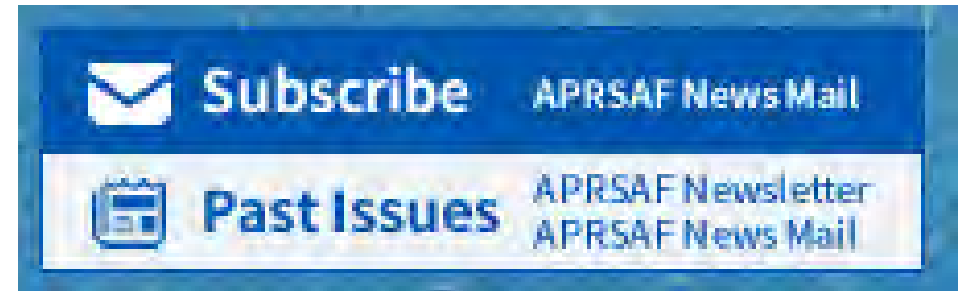 Subscribe APRSAF News Mail
Past Issues APRSAF Newsletter
APRSAF News Mail